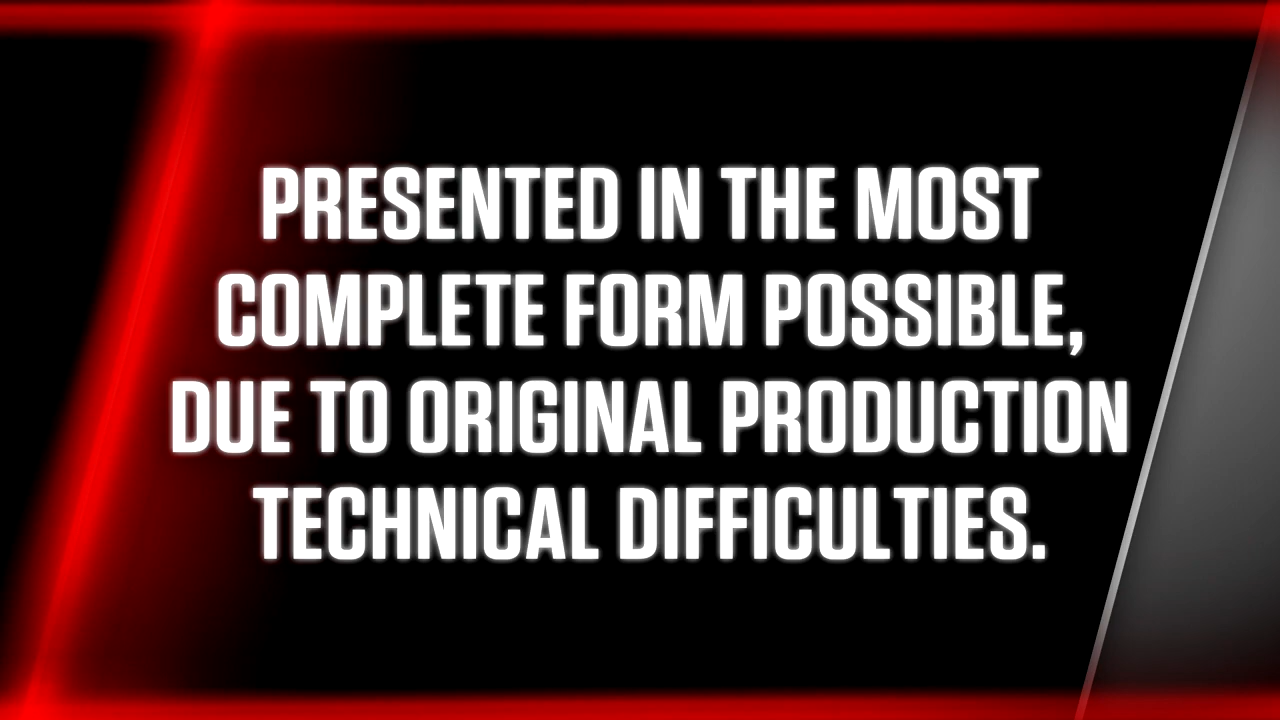 PRESENTED IN THE MOST
COMPLETE FORM POSSIBLE,
DUE TO ORIGINAL PRODUCTION
TECHNICAL DIFFICULTIES.